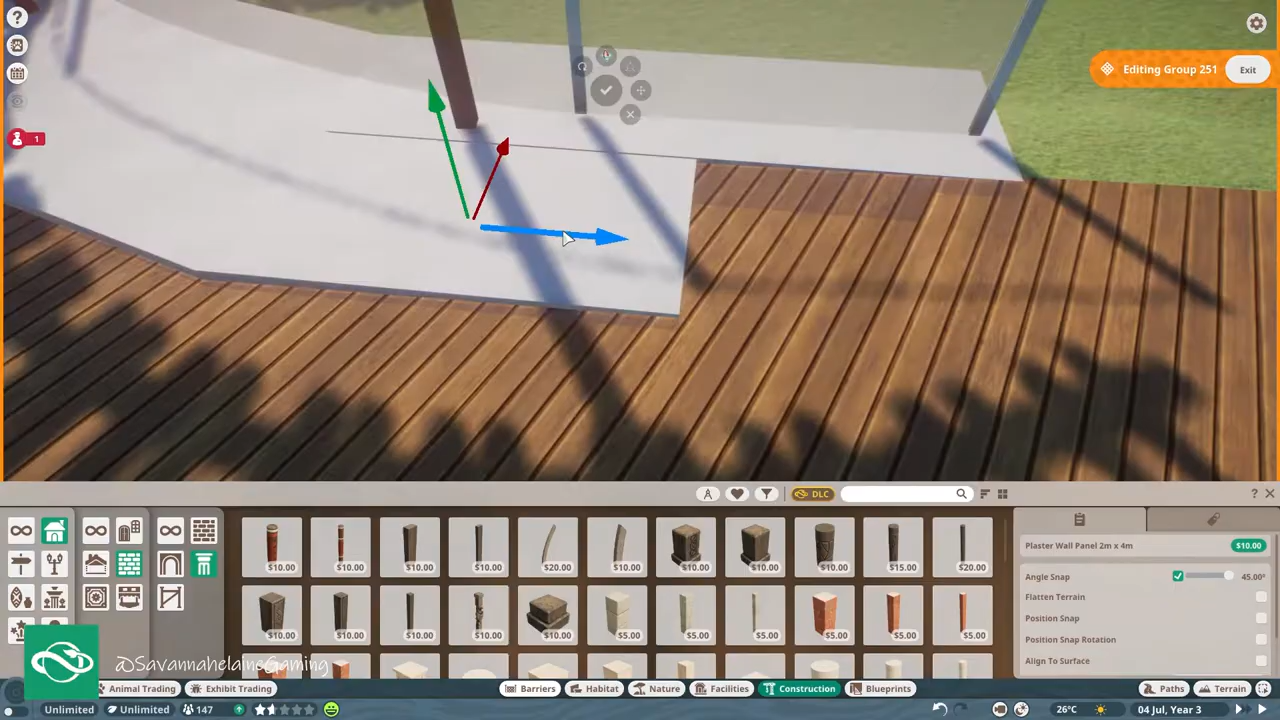 ?
Editing Group 251
Exit
1
DLC
?
$10.00 $10.00 $10.00 $10.00 $20.00 $10.00 $10.00 $10.00 $10.00 $15.00 $20.00
$10.00 $10.00 $10.00 $10.00 $10.00 $5.00 $5.00 $5.00 $5.00 $5.00 $5.00
Plaster Wall Panel 2m x 4m $10.00
Angle Snap 45.00°
Flatten Terrain
Position Snap
Position Snap Rotation
Align To Surface
@SavannahelaineGaming
Animal Trading Exhibit Trading Barriers Habitat Nature Facilities Construction Blueprints Paths Terrain
Unlimited Unlimited 147 26°C 04 Jul, Year 3